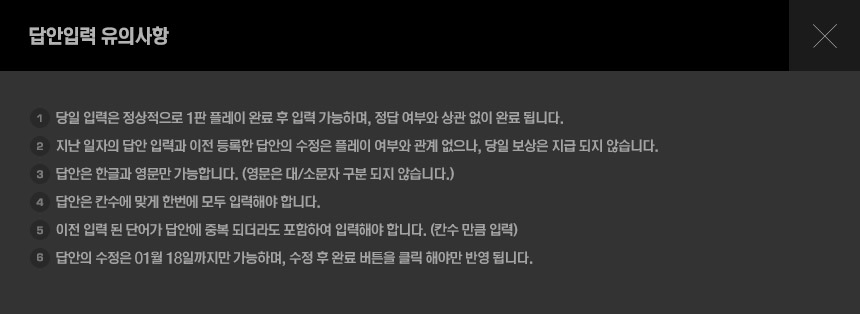 답안입력 유의사항
1 당일 입력은 정상적으로 1판 플레이 완료 후 입력 가능하며, 정답 여부와 상관 없이 완료 됩니다.
2 지난 일자의 답안 입력과 이전 등록한 답안의 수정은 플레이 여부와 관계 없으나, 당일 보상은 지급 되지 않습니다.
3 답안은 한글과 영문만 가능합니다. (영문은 대/소문자 구분 되지 않습니다.)
4 답안은 칸수에 맞게 한번에 모두 입력해야 합니다.
5 이전 입력 된 단어가 답안에 중복 되더라도 포함하여 입력해야 합니다. (칸수 만큼 입력)
6 답안의 수정은 01월 18일까지만 가능하며, 수정 후 완료 버튼을 클릭 해야만 반영 됩니다.